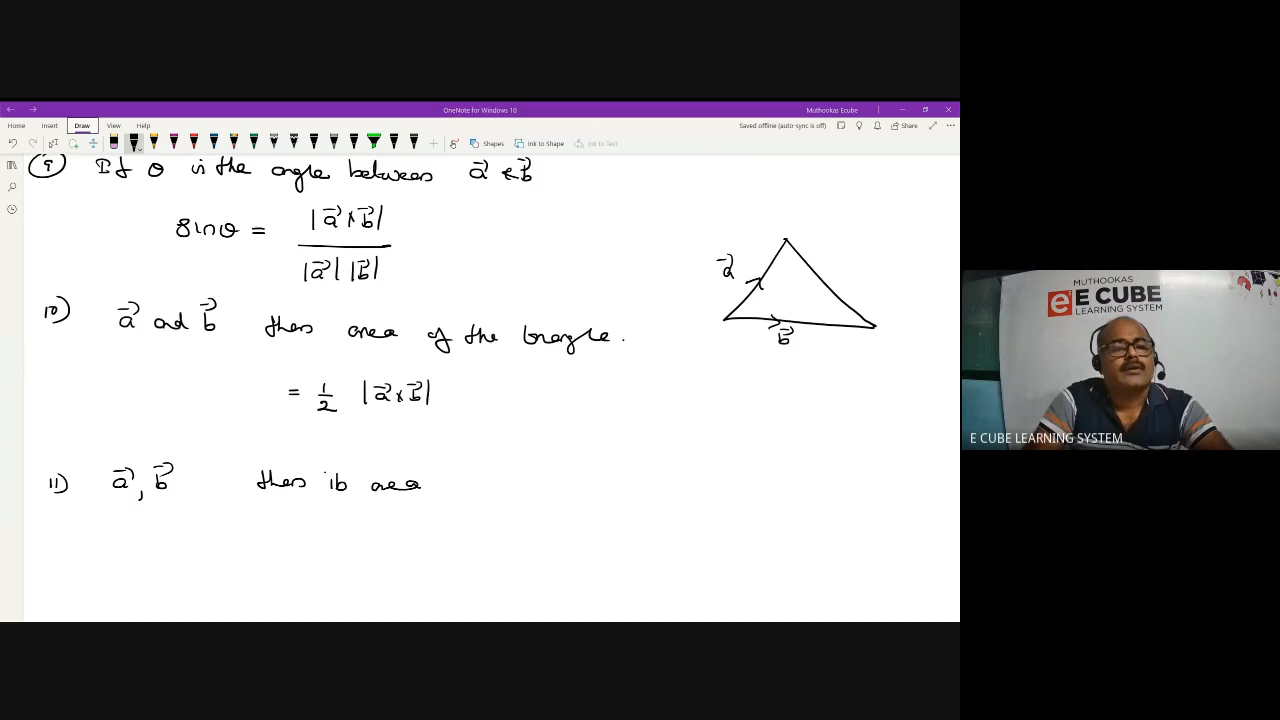 OneNote for Windows 10
Muthookas Ecube
Home Insert Draw View Help
Saved offline (auto-sync is off)
Share
Shapes
Ink to Shape
Ink to Text
9) If θ is the angle between a⃗ & b⃗
sinθ = |a⃗ × b⃗| / |a⃗| |b⃗|
10) a⃗ and b⃗ then area of the triangle.
= 1/2 |a⃗ × b⃗|
a⃗
b⃗
11) a⃗, b⃗ then its area
MUTHOOKAS
e3 E CUBE
LEARNING SYSTEM
E CUBE LEARNING SYSTEM